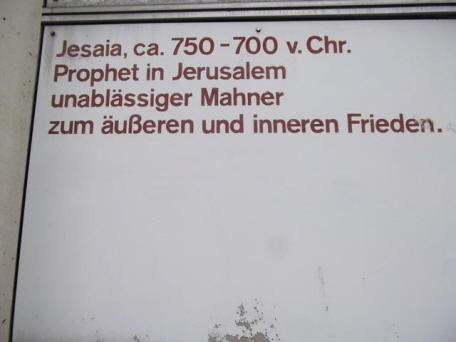 Jesaia, ca. 750-700 v. Chr.
Prophet in Jerusalem
unablässiger Mahner
zum äußeren und inneren Frieden.